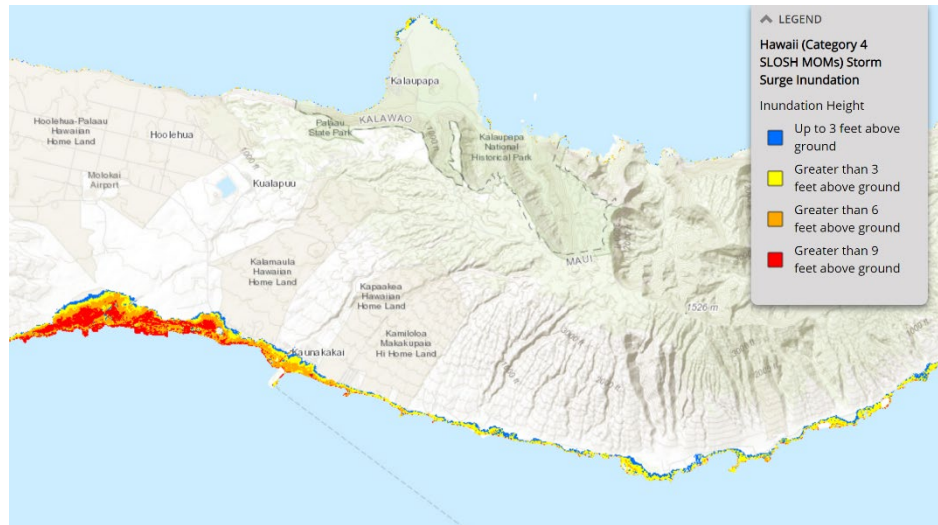 LEGEND
Hawaii (Category 4
SLOSH MOMs) Storm
Surge Inundation
Inundation Height
Up to 3 feet above
ground
Greater than 3
feet above ground
Greater than 6
feet above ground
Greater than 9
feet above ground
Kalaupapa
KALAWAO
Hoolehua-Palaau
Hawaiian
Home Land
Hoolehua
Palaau
State Park
Kalaupapa
National
Historical Park
Molokai
Airport
Kualapuu
MAUI
Kalamaula
Hawaiian
Home Land
Kapaakea
Hawaiian
Home Land
1526 m
Kamiloloa
Makakupaia
Hi Home Land
Kaunakakai